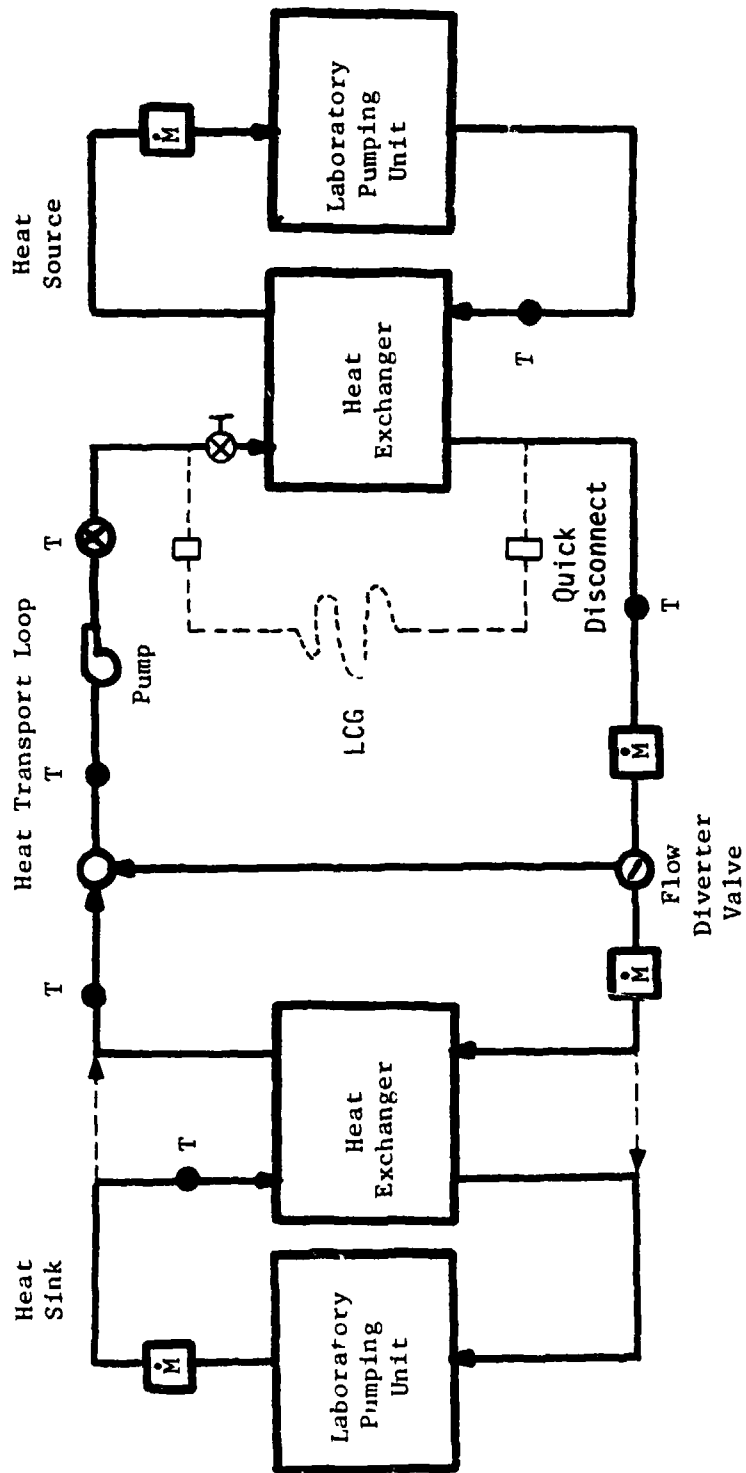 Heat
Sink
Heat Transport Loop
Heat
Source
T
T
T
Ṁ
Ṁ
Pump
T
Laboratory
Pumping
Unit
Heat
Exchanger
LCG
Heat
Exchanger
Laboratory
Pumping
Unit
Quick
Disconnect
T
Ṁ
Ṁ
T
Flow
Diverter
Valve